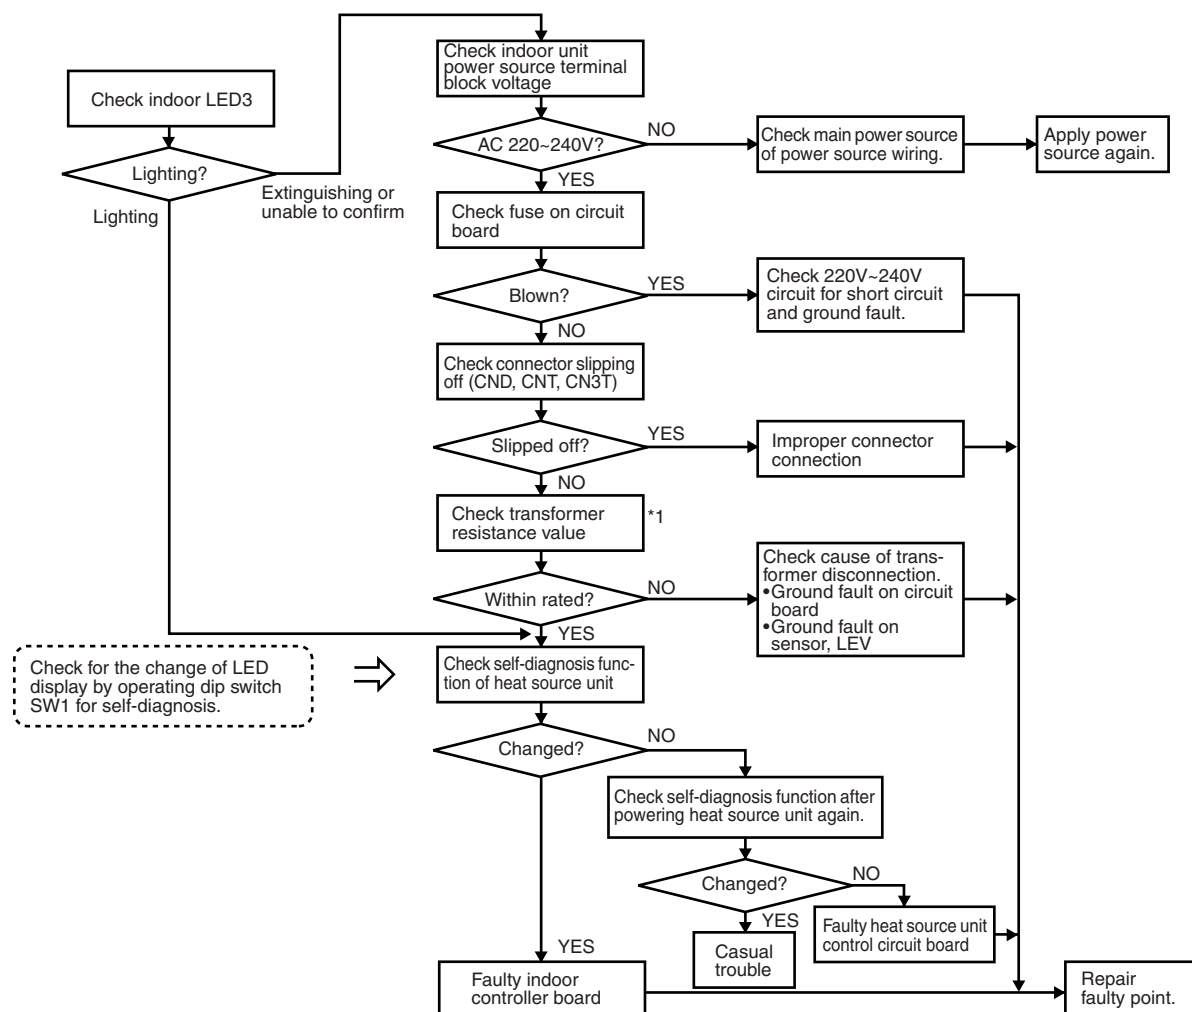 Check indoor LED3
Lighting?
Lighting
Extinguishing or
unable to confirm
Check indoor unit
power source terminal
block voltage
AC 220~240V?
NO
Check main power source
of power source wiring.
Apply power
source again.
YES
Check fuse on circuit
board
Blown?
YES
Check 220V~240V
circuit for short circuit
and ground fault.
NO
Check connector slipping
off (CND, CNT, CN3T)
Slipped off?
YES
Improper connector
connection
NO
Check transformer
resistance value
*1
Within rated?
NO
Check cause of trans-
former disconnection.
•Ground fault on circuit
board
•Ground fault on
sensor, LEV
YES
Check for the change of LED
display by operating dip switch
SW1 for self-diagnosis.
Check self-diagnosis func-
tion of heat source unit
Changed?
NO
Check self-diagnosis function after
powering heat source unit again.
Changed?
NO
Faulty heat source unit
control circuit board
YES
Casual
trouble
YES
Faulty indoor
controller board
Repair
faulty point.